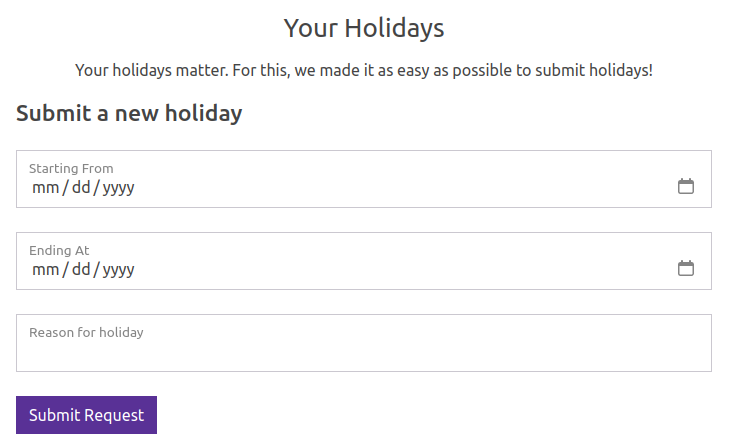 Your Holidays
Your holidays matter. For this, we made it as easy as possible to submit holidays!
Submit a new holiday
Starting From
mm/dd/yyyy
Ending At
mm/dd/yyyy
Reason for holiday
Submit Request